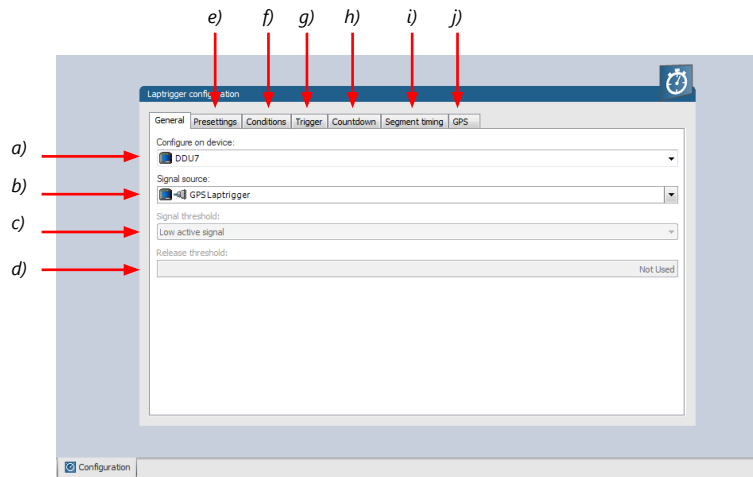 e) f) g) h) i) j)
Laptrigger configuration
General Presettings Conditions Trigger Countdown Segment timing GPS
Configure on device:
a)
DDU7
Signal source:
b)
GPS Laptrigger
Signal threshold:
c)
Low active signal
Release threshold:
d)
Not Used
Configuration